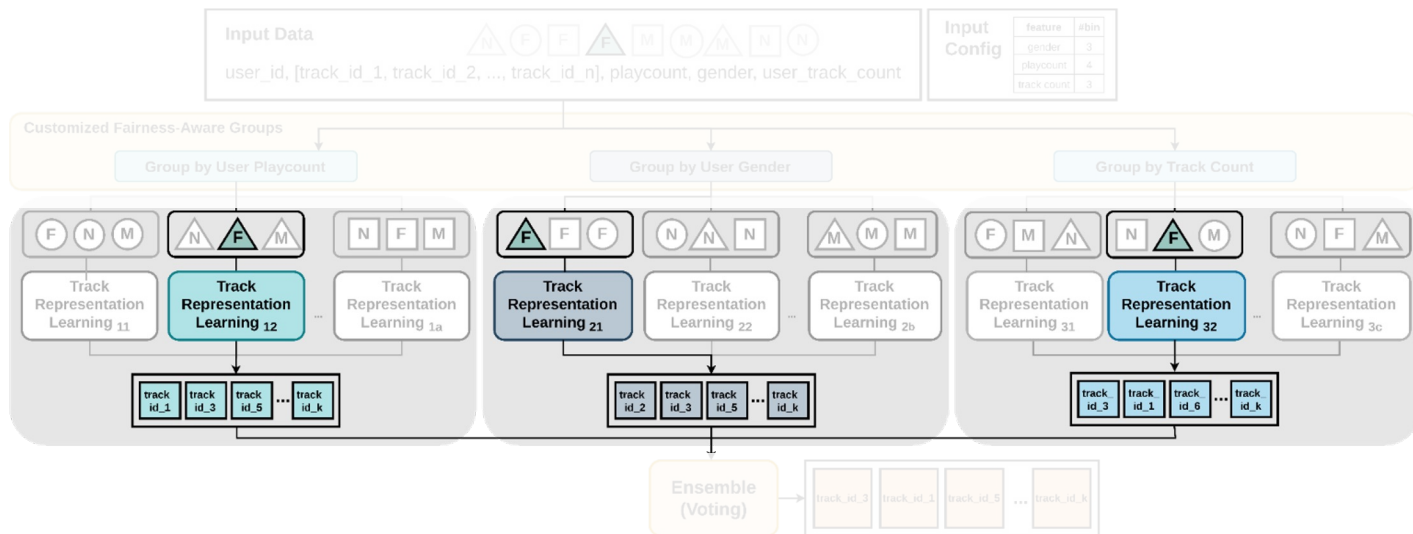 Input Data
N F F F M M M N N
user_id, [track_id_1, track_id_2, ..., track_id_n], playcount, gender, user_track_count
Input
Config
feature #bin
gender 3
playcount 4
track count 3
Customized Fairness-Aware Groups
Group by User Playcount
Group by User Gender
Group by Track Count
F N M
N F M
N F M
F F F
N N N
M M M
F M N
N F M
N F M
Track
Representation
Learning 11
Track
Representation
Learning 12
...
Track
Representation
Learning 1a
Track
Representation
Learning 21
Track
Representation
Learning 22
...
Track
Representation
Learning 2b
Track
Representation
Learning 31
Track
Representation
Learning 32
...
Track
Representation
Learning 3c
track
id_1
track
id_3
track
id_5
...
track
id_k
track
id_2
track
id_3
track
id_5
...
track
id_k
track_
id_3
track_
id_1
track_
id_6
...
track_
id_k
Ensemble
(Voting)
track_id_3
track_id_1
track_id_5
...
track_id_k